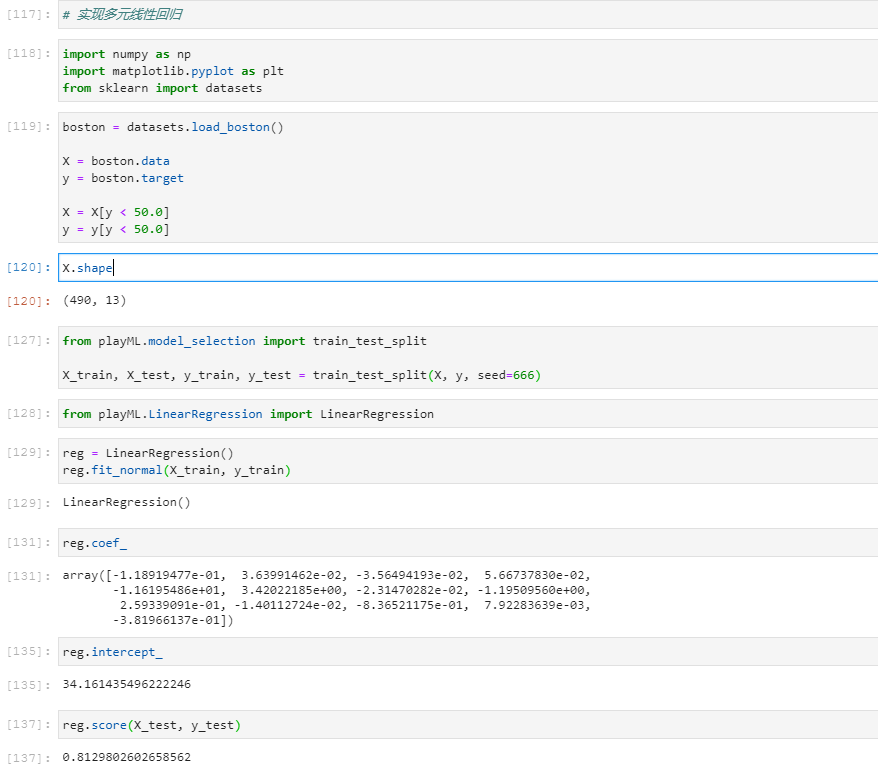 [117]: # 实现多元线性回归
[118]: import numpy as np
import matplotlib.pyplot as plt
from sklearn import datasets
[119]: boston = datasets.load_boston()
X = boston.data
y = boston.target
X = X[y < 50.0]
y = y[y < 50.0]
[120]: X.shape
[120]: (490, 13)
[127]: from playML.model_selection import train_test_split
X_train, X_test, y_train, y_test = train_test_split(X, y, seed=666)
[128]: from playML.LinearRegression import LinearRegression
[129]: reg = LinearRegression()
reg.fit_normal(X_train, y_train)
[129]: LinearRegression()
[131]: reg.coef_
[131]: array([-1.18919477e-01,  3.63991462e-02, -3.56494193e-02,  5.66737830e-02,
-1.16195486e+01,  3.42022185e+00, -2.31470282e-02, -1.19509560e+00,
2.59339091e-01, -1.40112724e-02, -8.36521175e-01,  7.92283639e-03,
-3.81966137e-01])
[135]: reg.intercept_
[135]: 34.161435496222246
[137]: reg.score(X_test, y_test)
[137]: 0.8129802602658562